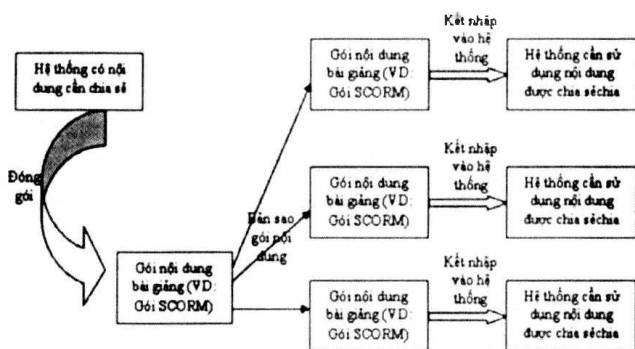 Kết nhập
vào hệ
thống
Gói nội dung
bài giảng (VD:
Gói SCORM)
Hệ thống cần sử
dụng nội dung
được chia sẻchia
Hệ thống có nội
dung cần chia sẻ
Đóng
gói
Kết nhập
vào hệ
thống
Gói nội dung
bài giảng (VD:
Gói SCORM)
Hệ thống cần sử
dụng nội dung
được chia sẻchia
Bản sao
gói nội
dung
Gói nội dung
bài giảng (VD:
Gói SCORM)
Kết nhập
vào hệ
thống
Gói nội dung
bài giảng (VD:
Gói SCORM)
Hệ thống cần sử
dụng nội dung
được chia sẻchia